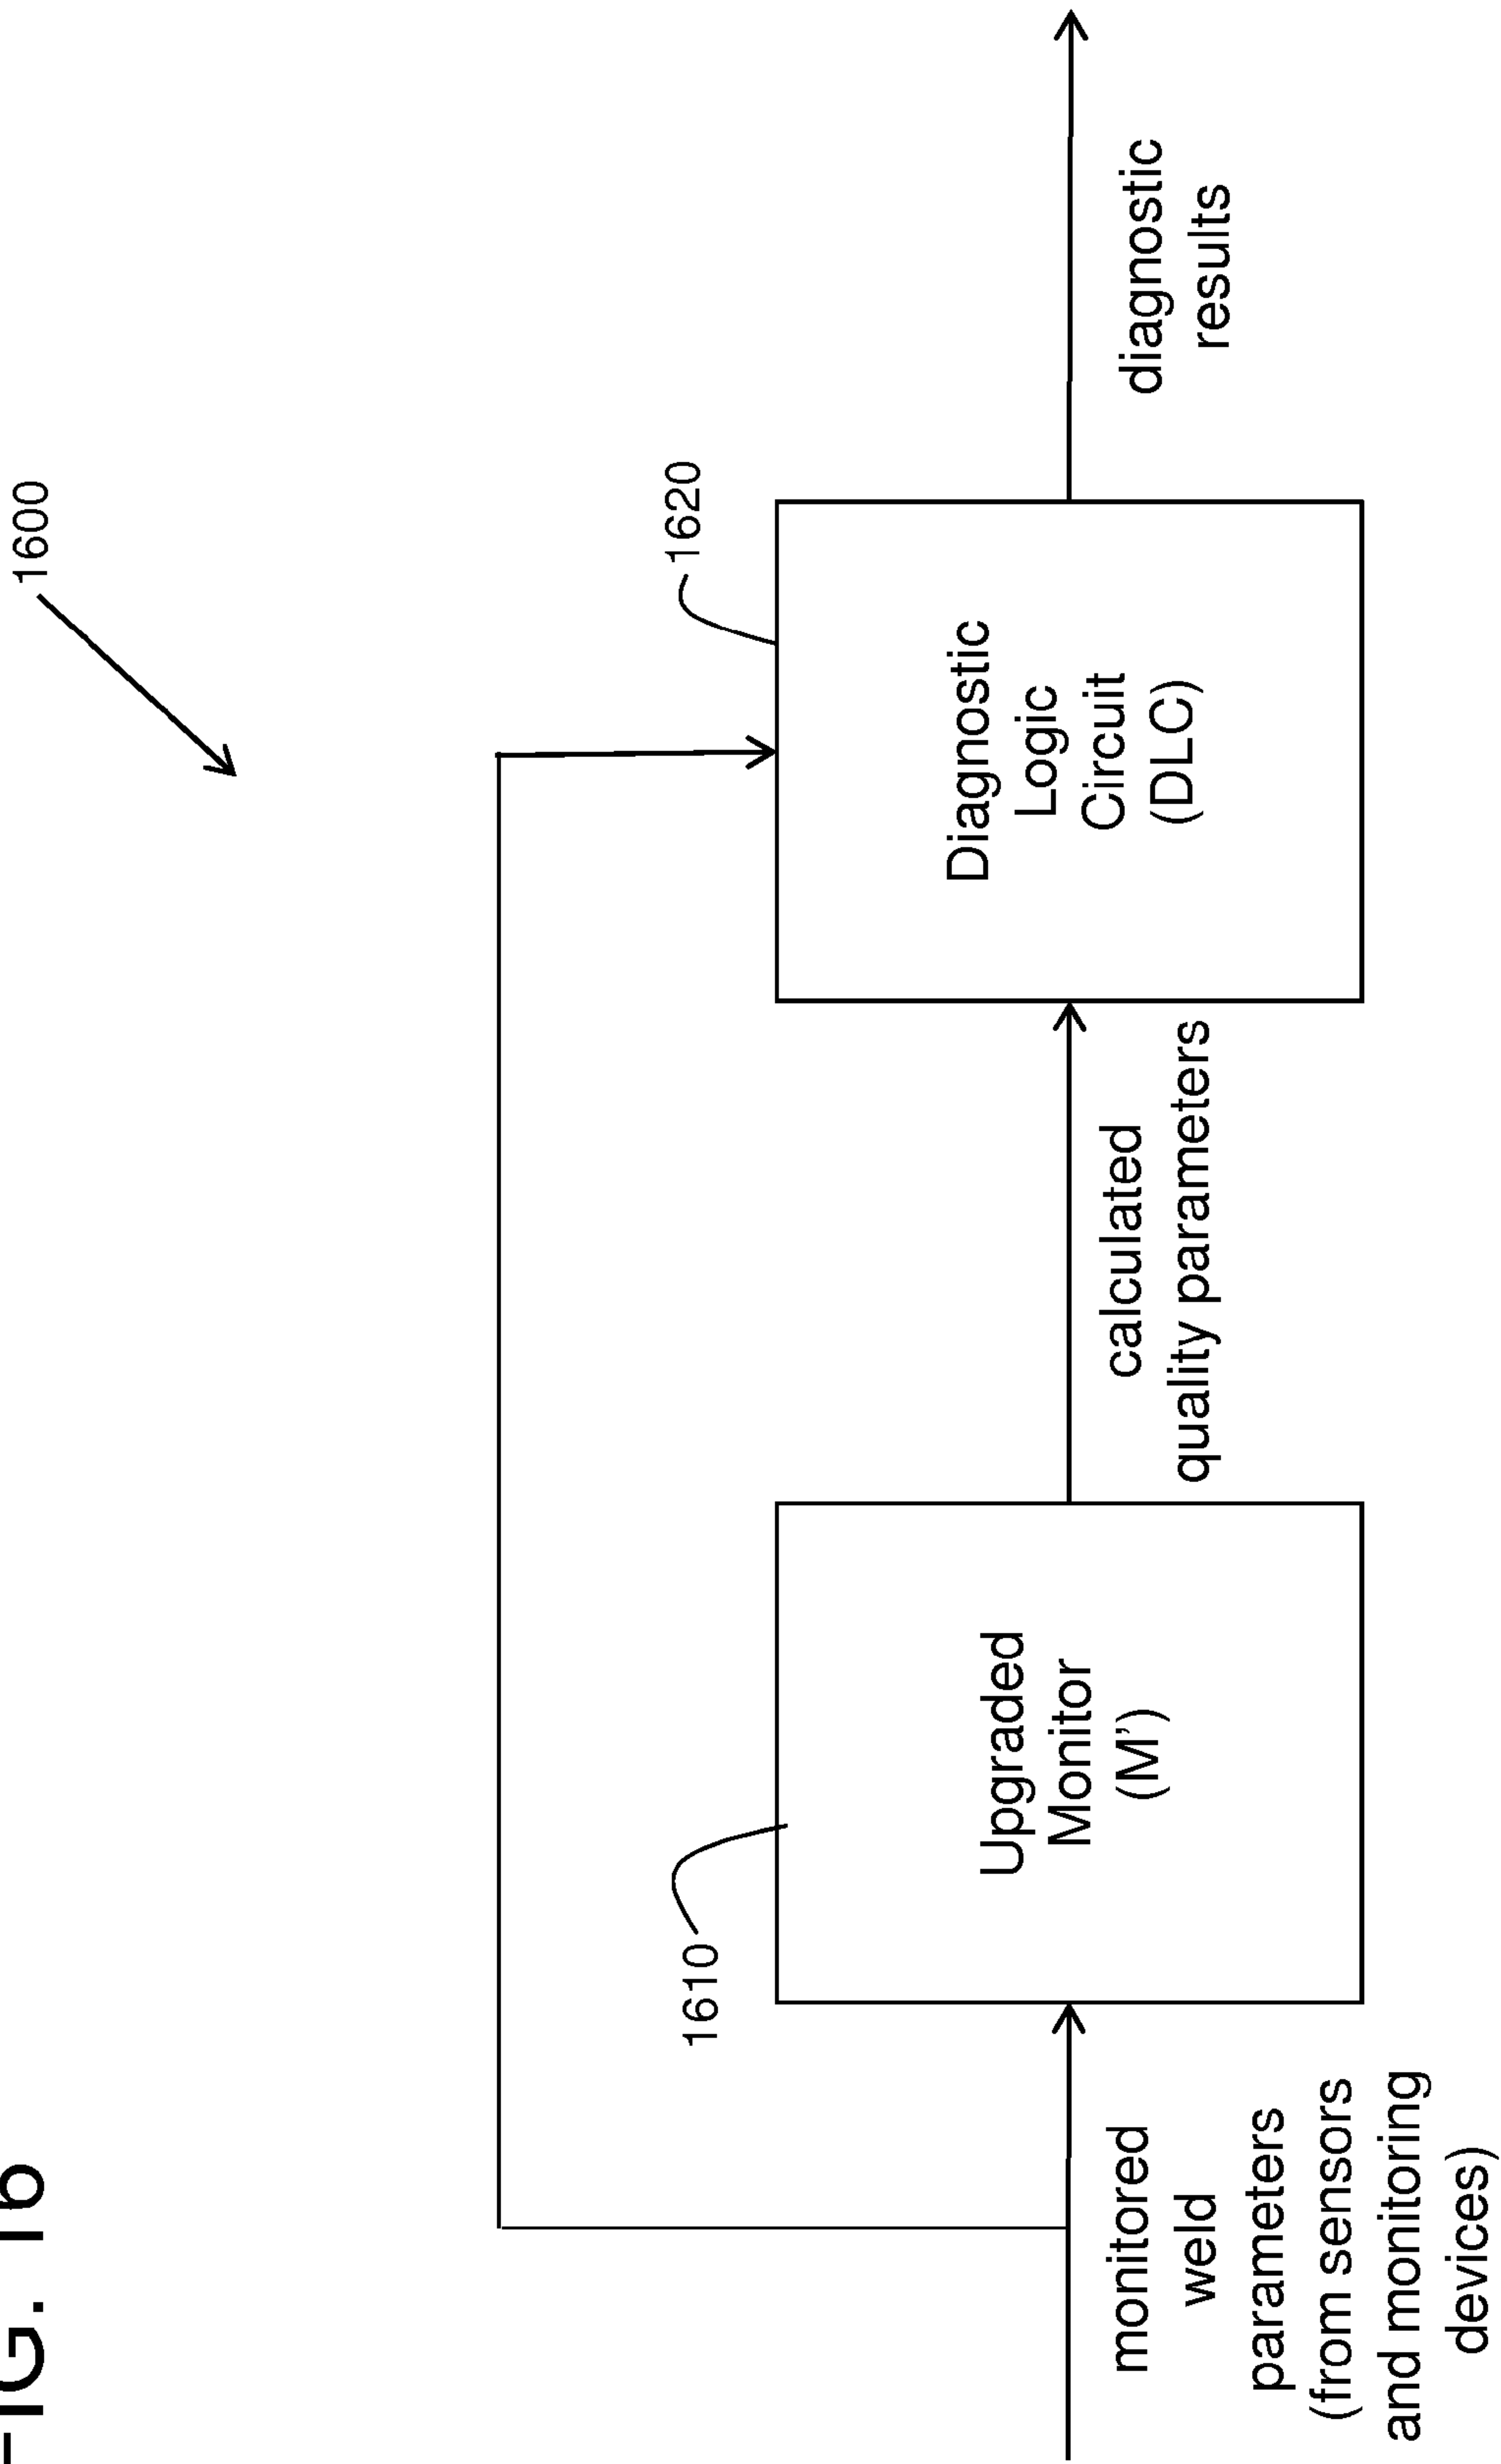 FIG. 16
1600
1610
1620
Upgraded
Monitor
(M')
Diagnostic
Logic
Circuit
(DLC)
monitored
weld
parameters
(from sensors
and monitoring
devices)
calculated
quality parameters
diagnostic
results